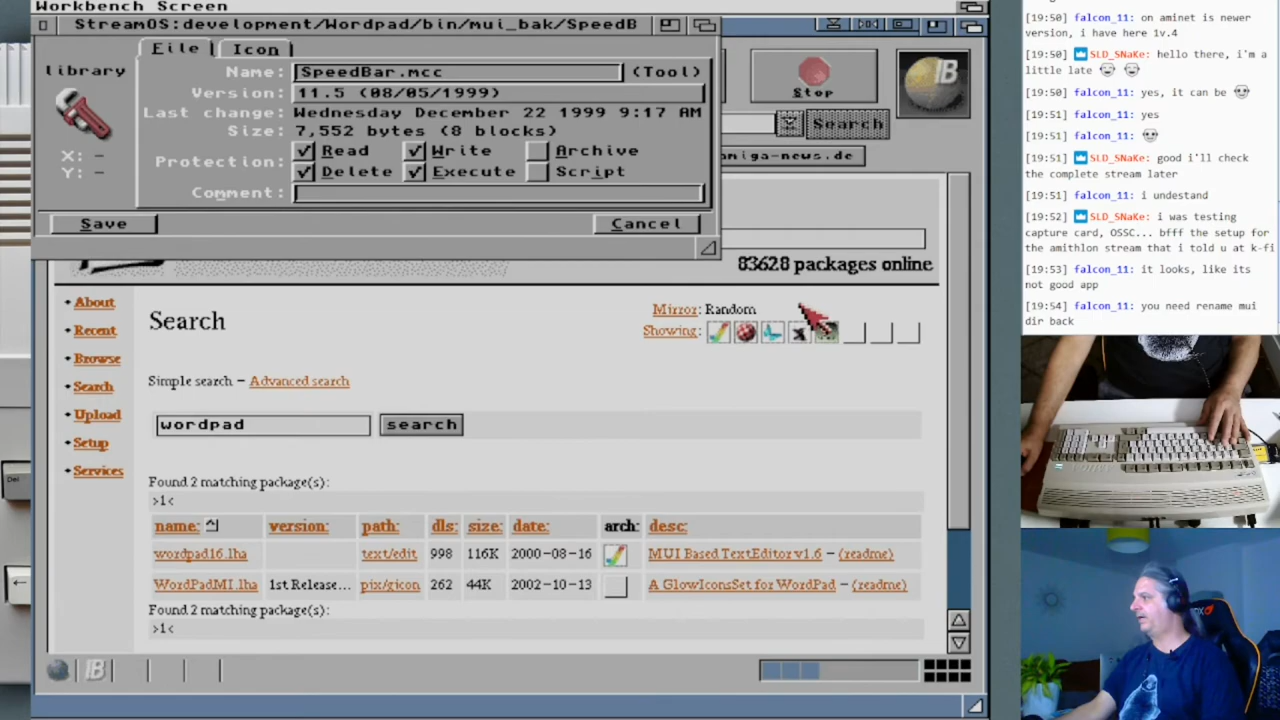 Workbench Screen
StreamOS:development/Wordpad/bin/mui_bak/SpeedB
File
Icon
library
Name: SpeedBar.mcc (Tool)
Version: 11.5 (08/05/1999)
Last change: Wednesday December 22 1999 9:17 AM
Size: 7,552 bytes (8 blocks)
X: -
Y: -
Protection:
Read Write Archive
Delete Execute Script
Comment:
Save Cancel
Stop
Search
amiga-news.de
83628 packages online
About
Recent
Browse
Search
Upload
Setup
Services
Search
Mirror: Random
Showing:
Simple search – Advanced search
wordpad search
Found 2 matching package(s):
>1<
name: version: path: dls: size: date: arch: desc:
wordpad16.lha text/edit 998 116K 2000-08-16 MUI Based TextEditor v1.6 – (readme)
WordPadMI.lha 1st Release... pix/gicon 262 44K 2002-10-13 A GlowIconsSet for WordPad – (readme)
Found 2 matching package(s):
>1<
[19:50] falcon_11: on aminet is newer
version, i have here 1v.4
[19:50] SLD_SNaKe: hello there, i'm a
little late
[19:50] falcon_11: yes, it can be
[19:51] falcon_11: yes
[19:51] falcon_11:
[19:51] SLD_SNaKe: good i'll check
the complete stream later
[19:51] falcon_11: i undestand
[19:52] SLD_SNaKe: i was testing
capture card, OSSC... bfff the setup for
the amithlon stream that i told u at k-fi
[19:53] falcon_11: it looks, like its
not good app
[19:54] falcon_11: you need rename mui
dir back
Del